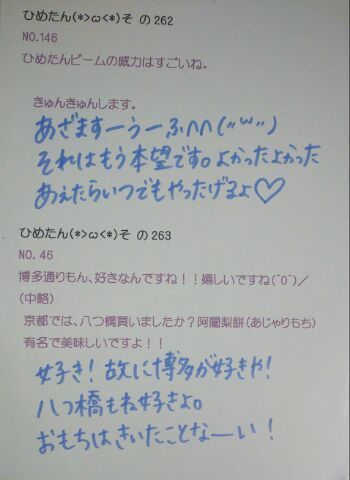 ひめたん(*>ω<*)そ の262
NO.146
ひめたんビームの威力はすごいね。
きゅんきゅんします。
あざますーうーふ∩∩(〃ω〃)
それはもう本望です。よかったよかった
あえたらいつでもやったげるよ♡
ひめたん(*>ω<*)そ の263
NO. 46
博多通りもん、好きなんですね！！嬉しいですね(^0^)／
(中略)
京都では、八つ橋買いましたか？阿闍梨餅(あじゃりもち)
有名で美味しいですよ！！
好き！故に博多が好きや！
八つ橋もね好きよ。
おもちはきいたことなーい！